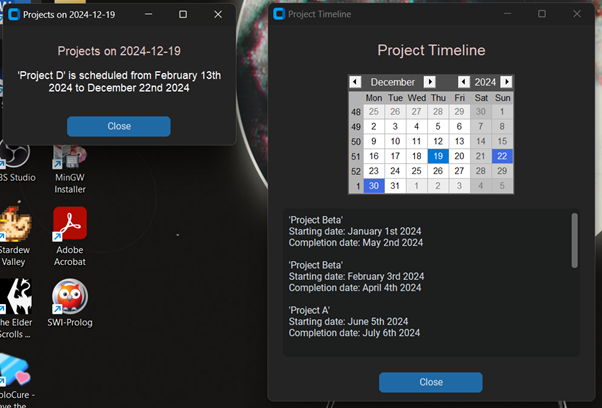 Projects on 2024-12-19
Projects on 2024-12-19
'Project D' is scheduled from February 13th
2024 to December 22nd 2024
Close
Studio
MinGW
Installer
Stardew
Valley
Adobe
Acrobat
The Elder
Scrolls ...
SWI-Prolog
Project Timeline
Project Timeline
December 2024
Mon Tue Wed Thu Fri Sat Sun
48 25 26 27 28 29 30 1
49 2 3 4 5 6 7 8
50 9 10 11 12 13 14 15
51 16 17 18 19 20 21 22
52 23 24 25 26 27 28 29
1 30 31 1 2 3 4 5
'Project Beta'
Starting date: January 1st 2024
Completion date: May 2nd 2024
'Project Beta'
Starting date: February 3rd 2024
Completion date: April 4th 2024
'Project A'
Starting date: June 5th 2024
Completion date: July 6th 2024
Close